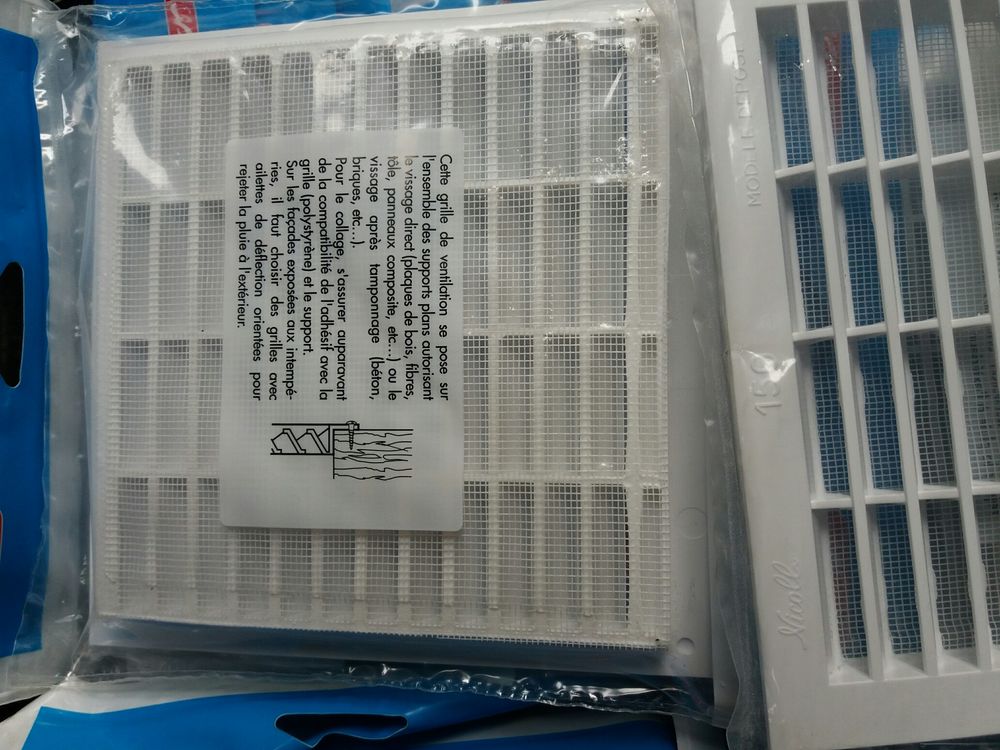 Cette grille de ventilation se pose sur
l'ensemble des supports plans autorisant
le vissage direct (plaques de bois, fibres,
tôle, panneaux composite, etc...) ou le
vissage après tamponnage (béton,
briques, etc...).
Pour le collage, s'assurer auparavant
de la compatibilité de l'adhésif avec la
grille (polystyrène) et le support.
Sur les façades exposées aux intempé-
ries, il faut choisir des grilles avec
ailettes de déflection orientées pour
rejeter la pluie à l'extérieur.
MODELE DEPOSE
Nicoll